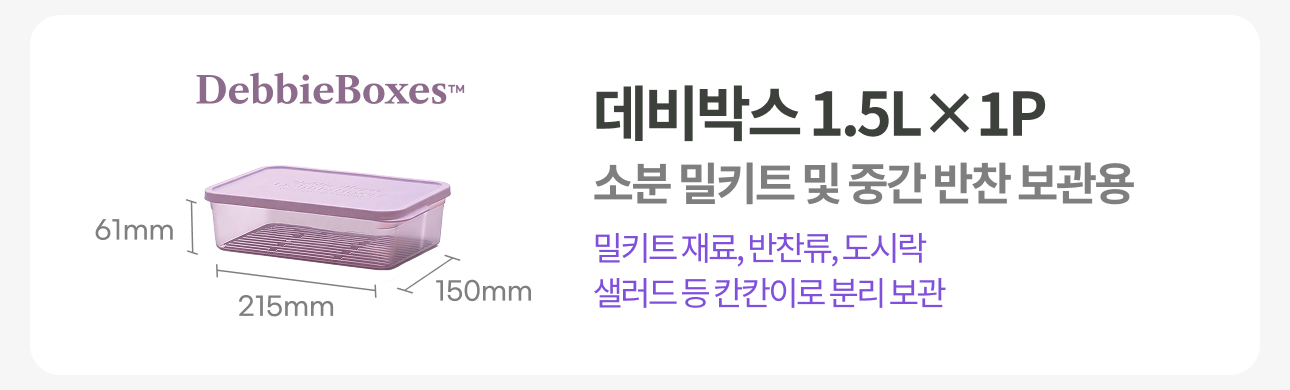 DebbieBoxes™
데비박스 1.5L×1P
소분 밀키트 및 중간 반찬 보관용
밀키트 재료, 반찬류, 도시락
샐러드 등 칸칸이로 분리 보관
61mm
215mm
150mm